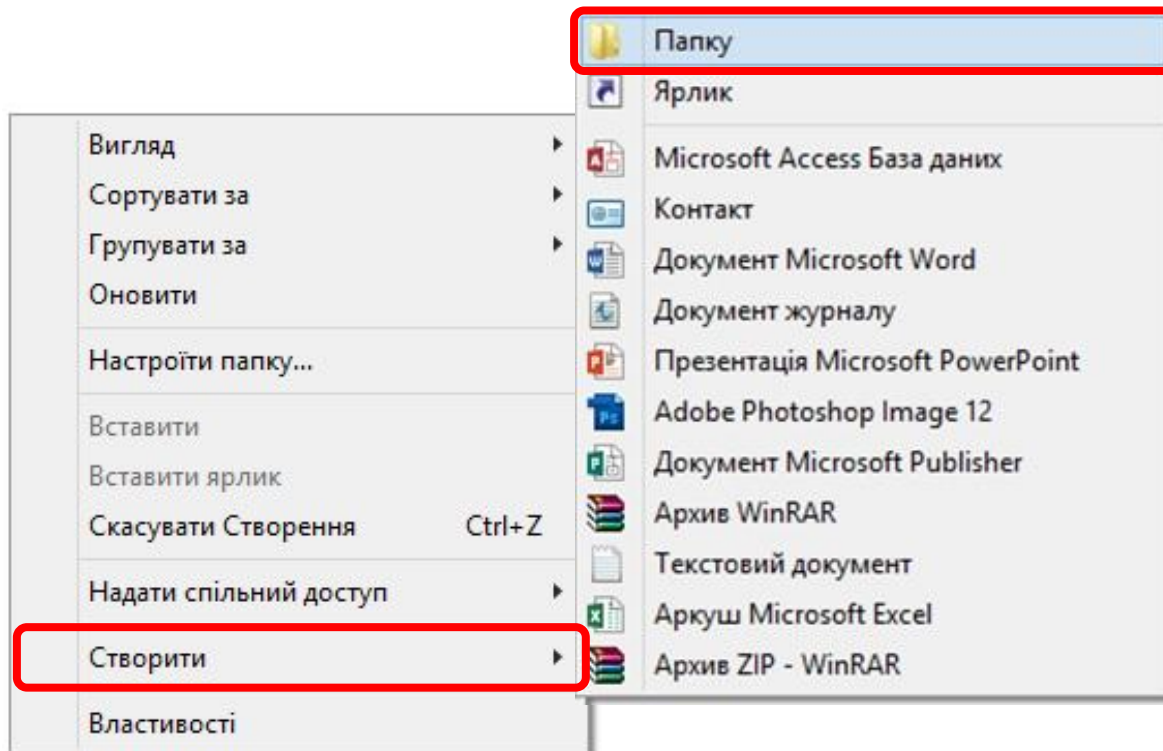 Вигляд
Сортувати за
Групувати за
Оновити
Настроїти папку...
Вставити
Вставити ярлик
Скасувати Створення Ctrl+Z
Надати спільний доступ
Створити
Властивості
Папку
Ярлик
Microsoft Access База даних
Контакт
Документ Microsoft Word
Документ журналу
Презентація Microsoft PowerPoint
Adobe Photoshop Image 12
Документ Microsoft Publisher
Архив WinRAR
Текстовий документ
Аркуш Microsoft Excel
Архив ZIP - WinRAR